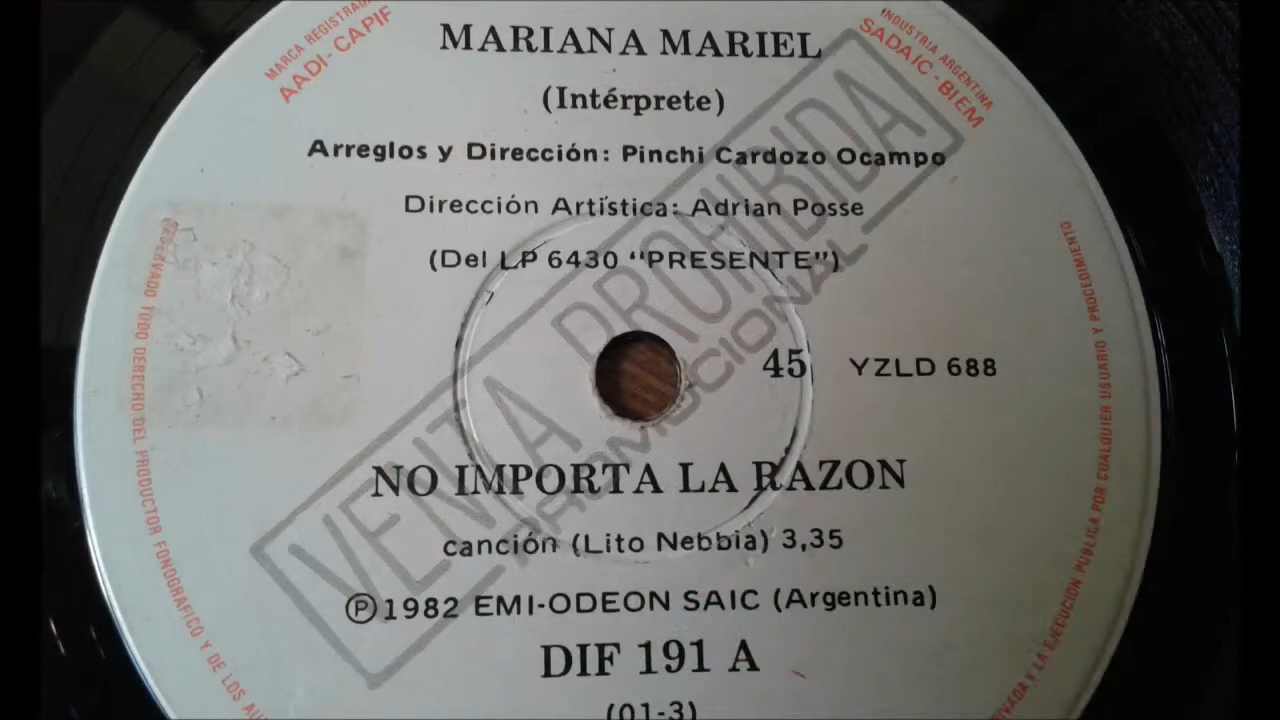 MARCA REGISTRADA
AADI-CAPIF
INDUSTRIA ARGENTINA
SADAIC-BIEM
MARIANA MARIEL
(Intérprete)
Arreglos y Dirección: Pinchi Cardozo Ocampo
Dirección Artística: Adrian Posse
(Del LP 6430 “PRESENTE”)
45 YZLD 688
VENTA PROHIBIDA
PROMOCIONAL
NO IMPORTA LA RAZON
canción (Lito Nebbia) 3,35
Ⓟ1982 EMI-ODEON SAIC (Argentina)
DIF 191 A
(01-3)
TODO DERECHO DEL PRODUCTOR FONOGRAFICO Y DE LOS
Y LA EJECUCION PUBLICA POR CUALQUIER USUARIO Y PROCEDIMIENTO